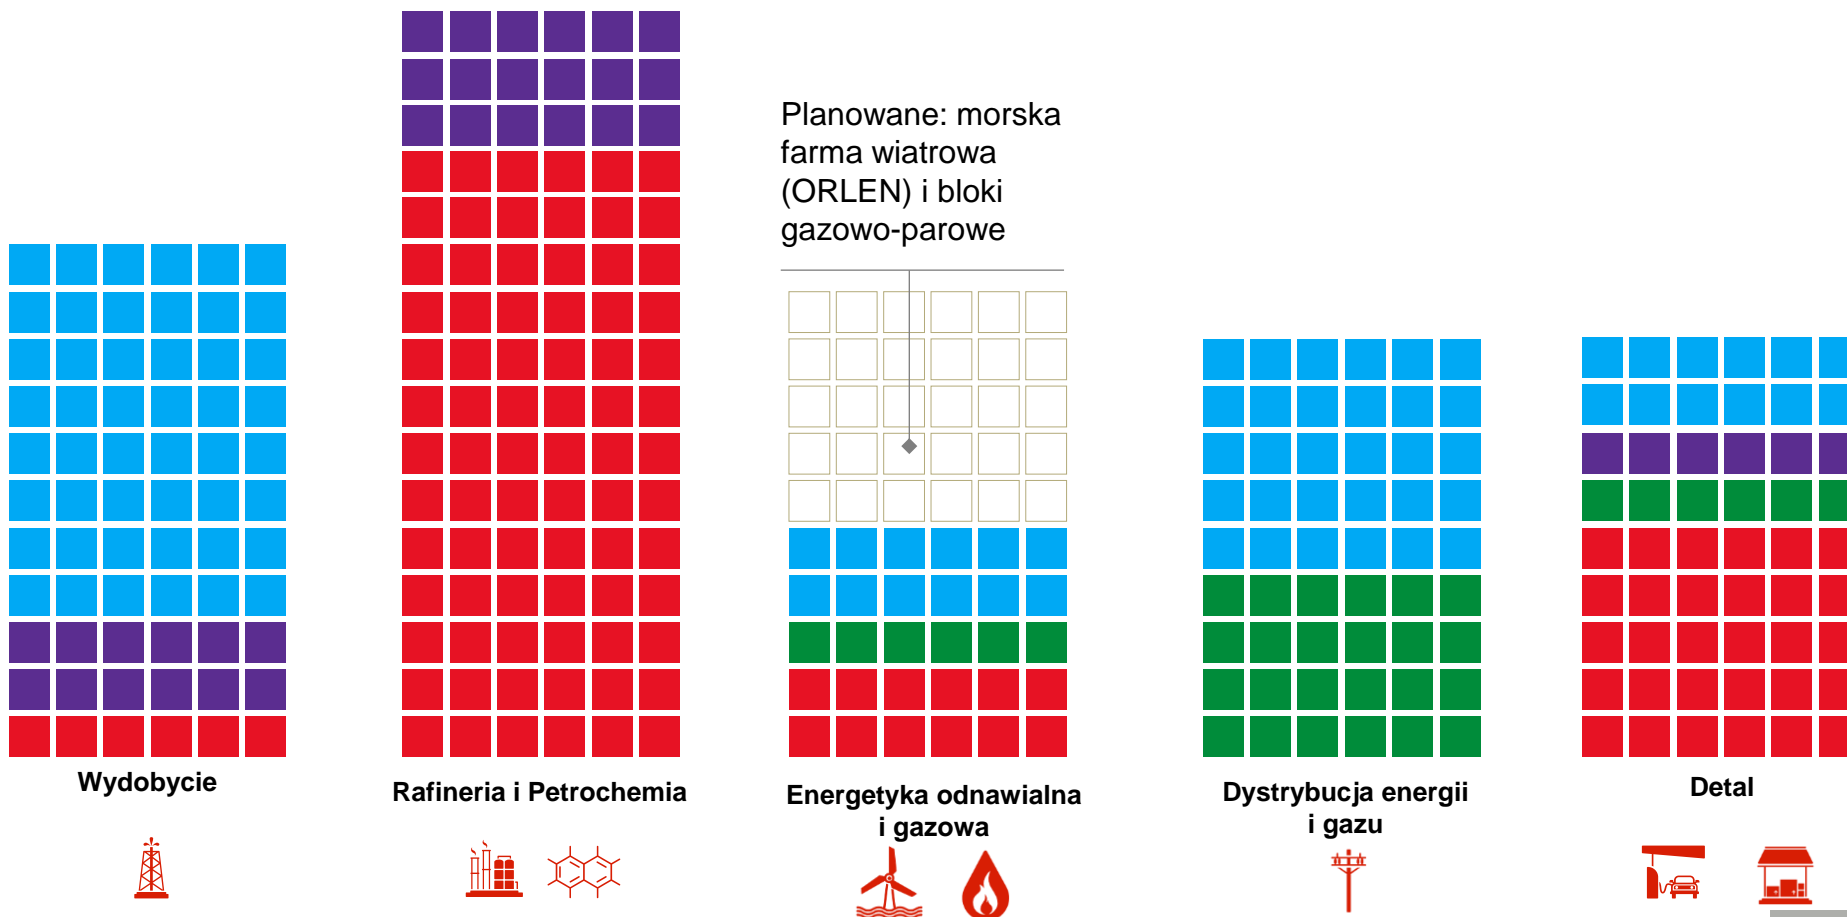 Planowane: morska
farma wiatrowa
(ORLEN) i bloki
gazowo-parowe
Wydobycie
Rafineria i Petrochemia
Energetyka odnawialna
i gazowa
Dystrybucja energii
i gazu
Detal